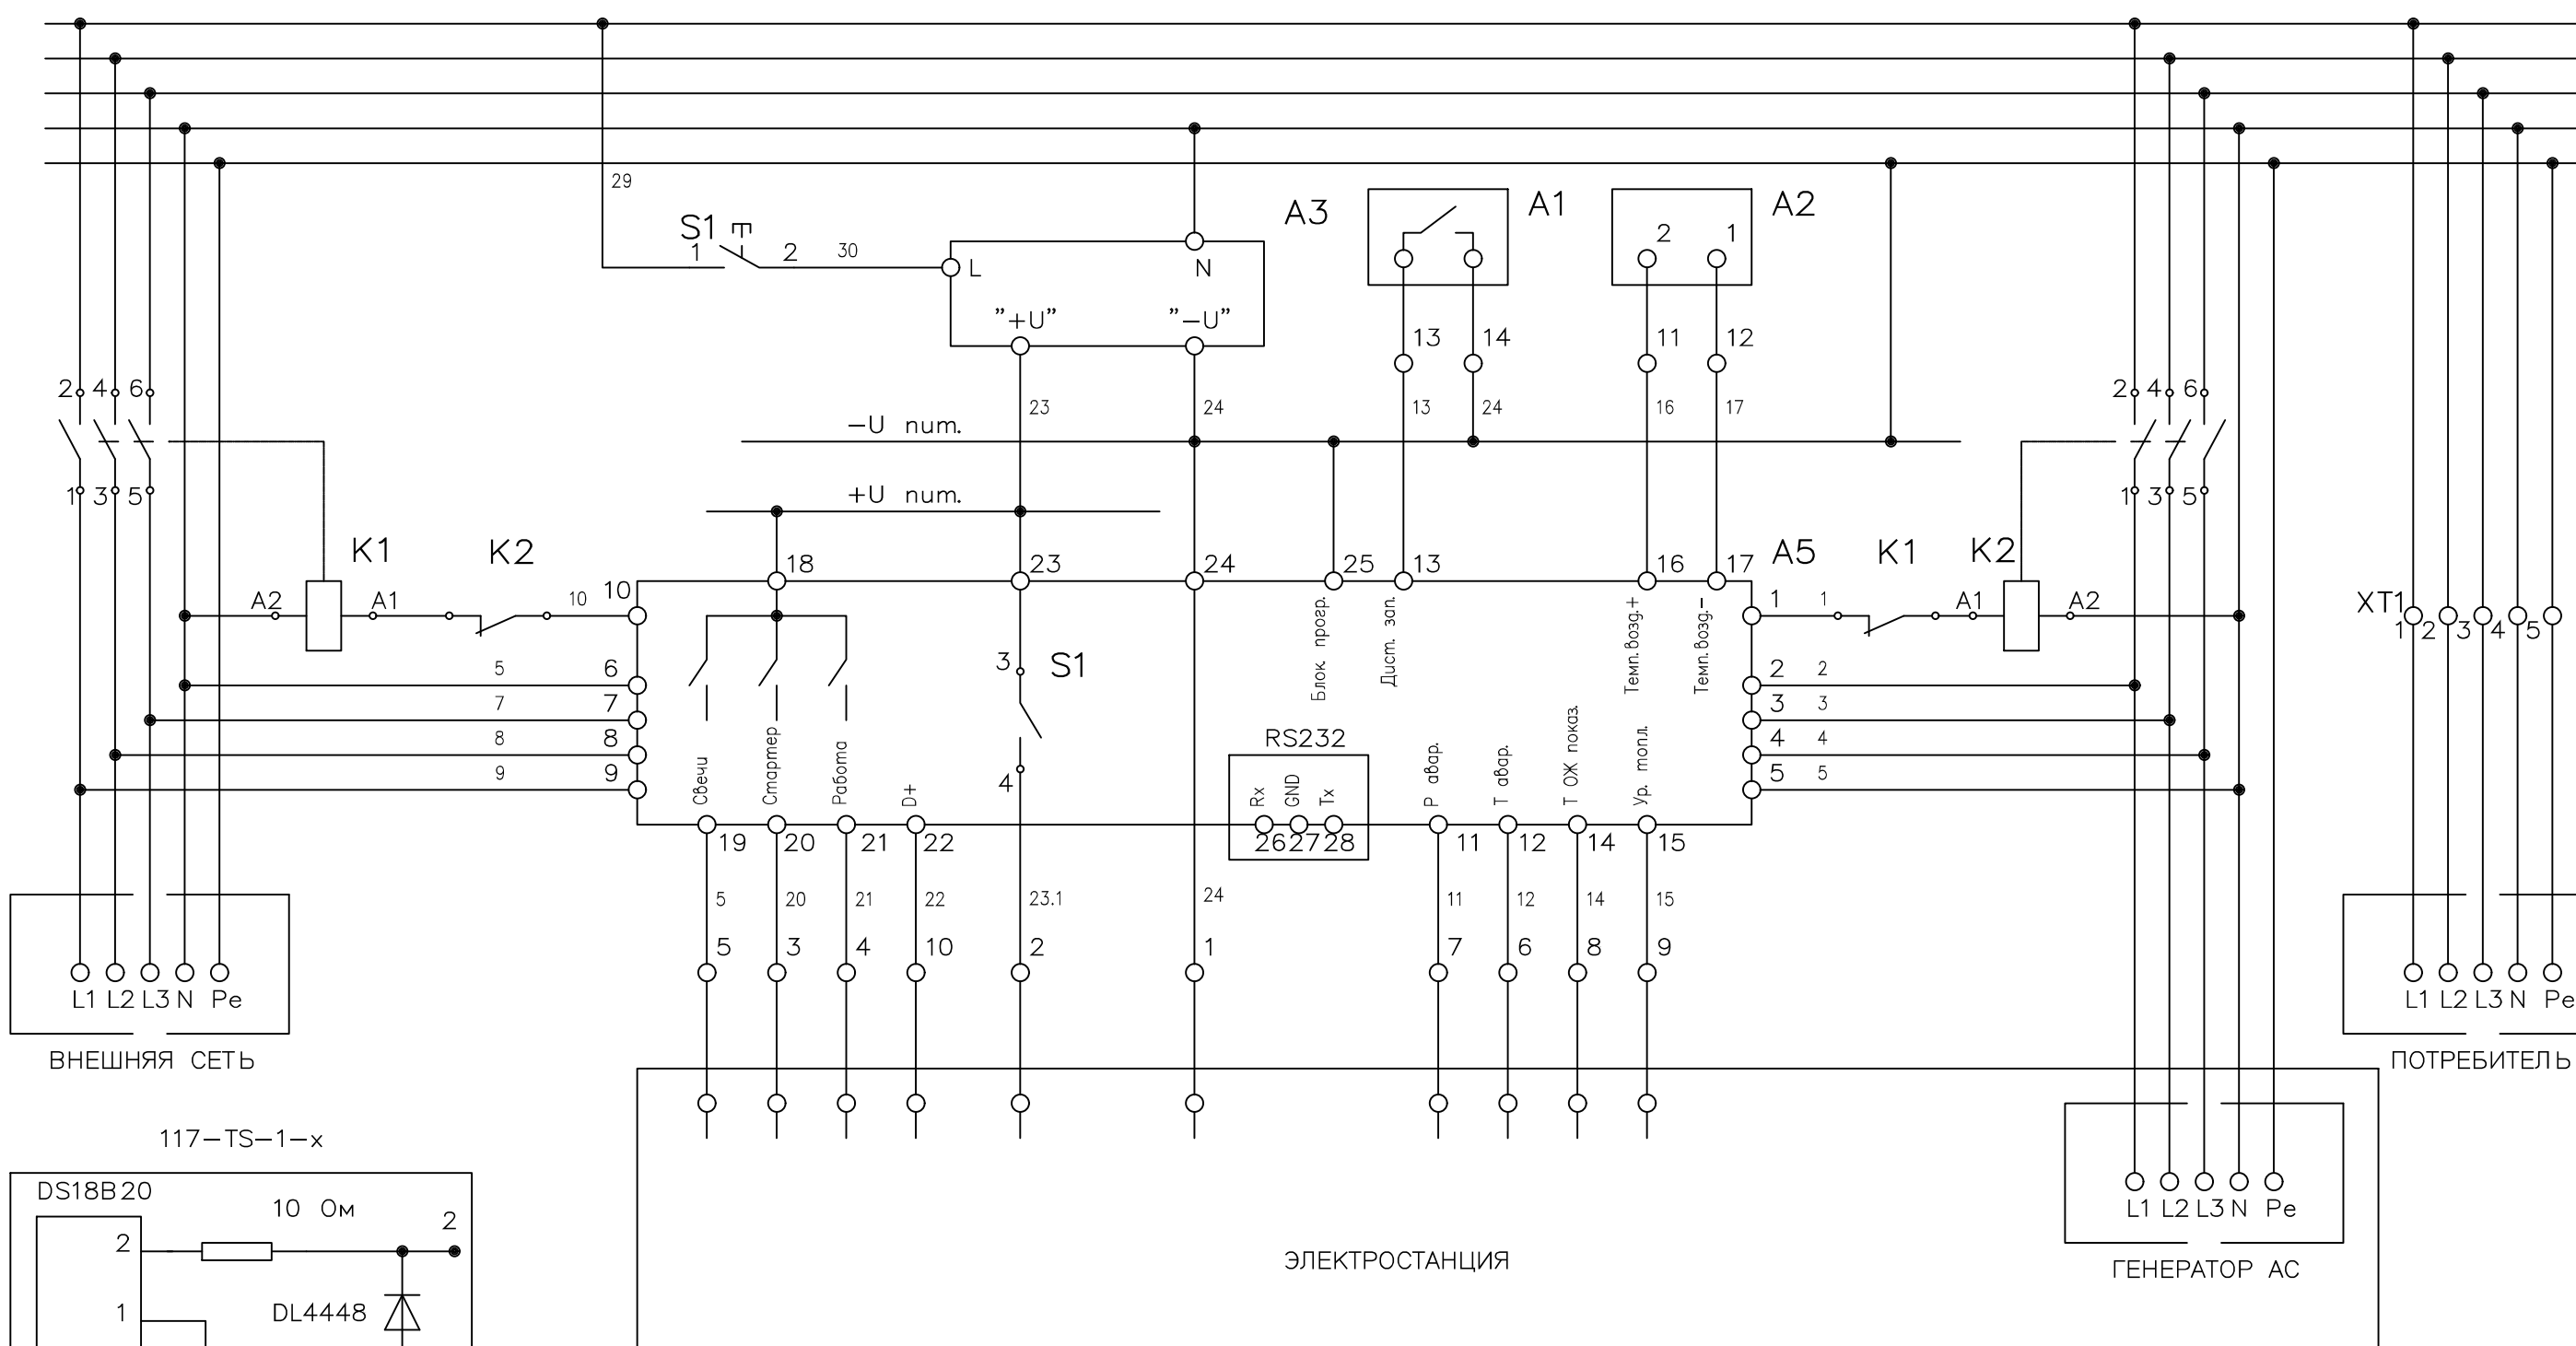 29
S1
1
2
30
L
N
"+U"
"-U"
A3
A1
A2
2
1
13
14
11
12
23
24
13
24
16
17
-U пит.
+U пит.
2
4
6
1
3
5
2
4
6
1
3
5
K1
K2
A2
A1
10
10
5
6
7
7
8
8
9
9
18
23
24
25
13
16
17
Блок. прогр.
Дист. зап.
Темп.возд.+
Темп.возд.-
3
S1
4
Свечи
Стартер
Работа
D+
RS232
Rx
GND
Tx
26
27
28
P авар.
T авар.
T ОЖ показ.
Ур. топл.
A5
K1
K2
1
1
A1
A2
2
2
3
3
4
4
5
5
XT1
1
2
3
4
5
19
20
21
22
11
12
14
15
5
20
21
22
23.1
24
11
12
14
15
5
3
4
10
2
1
7
6
8
9
L1 L2 L3 N Pe
ВНЕШНЯЯ СЕТЬ
L1 L2 L3 N Pe
ПОТРЕБИТЕЛЬ
117-TS-1-x
DS18B20
10 Ом
2
2
1
DL4448
ЭЛЕКТРОСТАНЦИЯ
L1 L2 L3 N Pe
ГЕНЕРАТОР АС